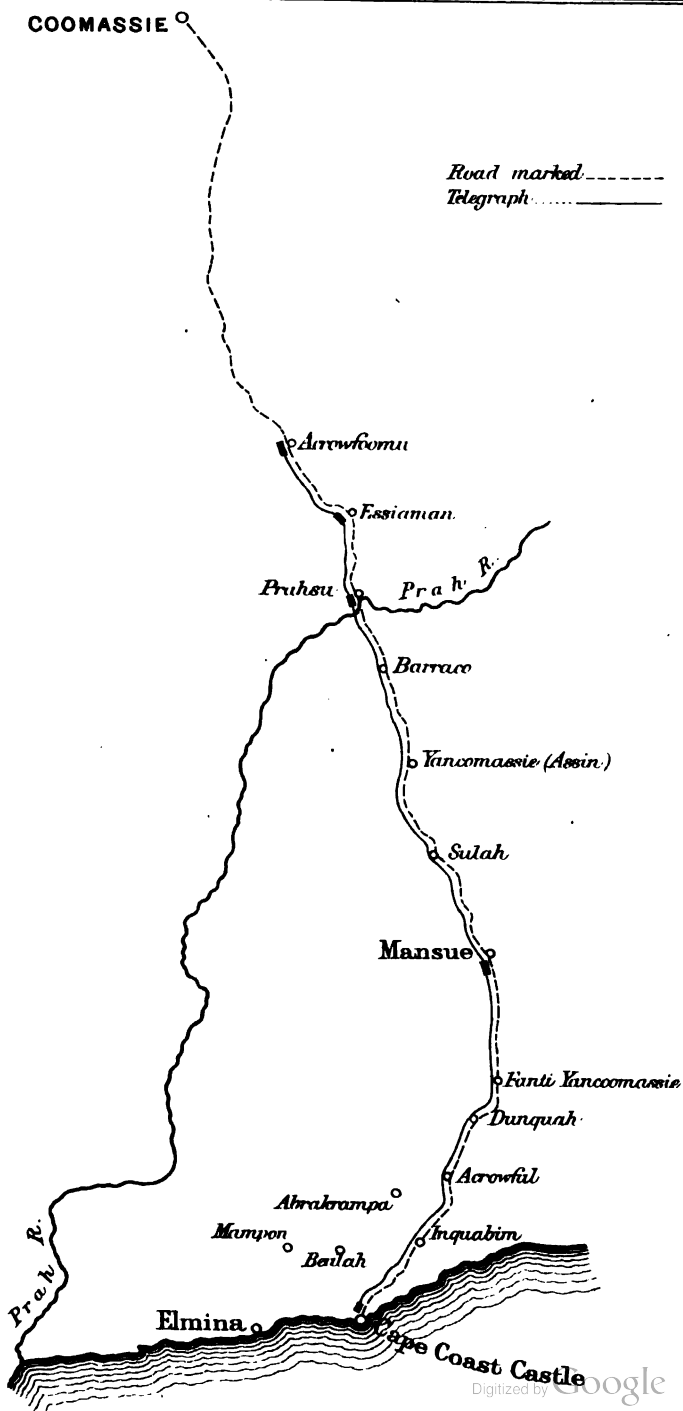 COOMASSIE
Road marked
Telegraph
Arrowfoomu
Essiaman
Prahsu
Prah R.
Barraco
Yancomassie (Assin)
Sulah
Mansue
Fanti Yancoomassie
Dunquah
Acrowful
Abrakrampa
Mampon
Inquabim
Beulah
Prah R.
Elmina
Cape Coast Castle
Digitized by Google